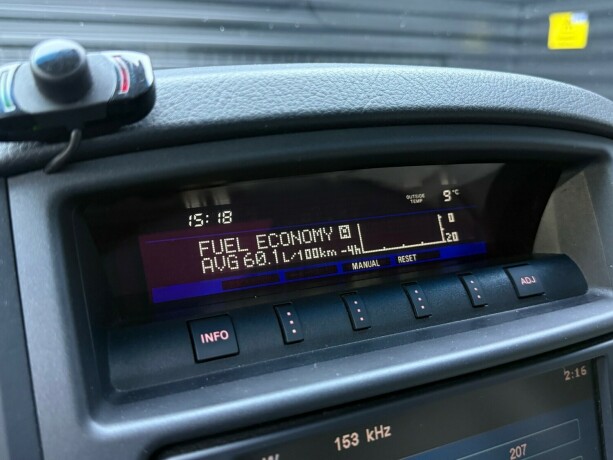 OUTSIDE TEMP 9°C
15:18
FUEL ECONOMY M 0
AVG 60.1L/100km -4h 20
MANUAL RESET
INFO ADJ
2:16
153 kHz
207